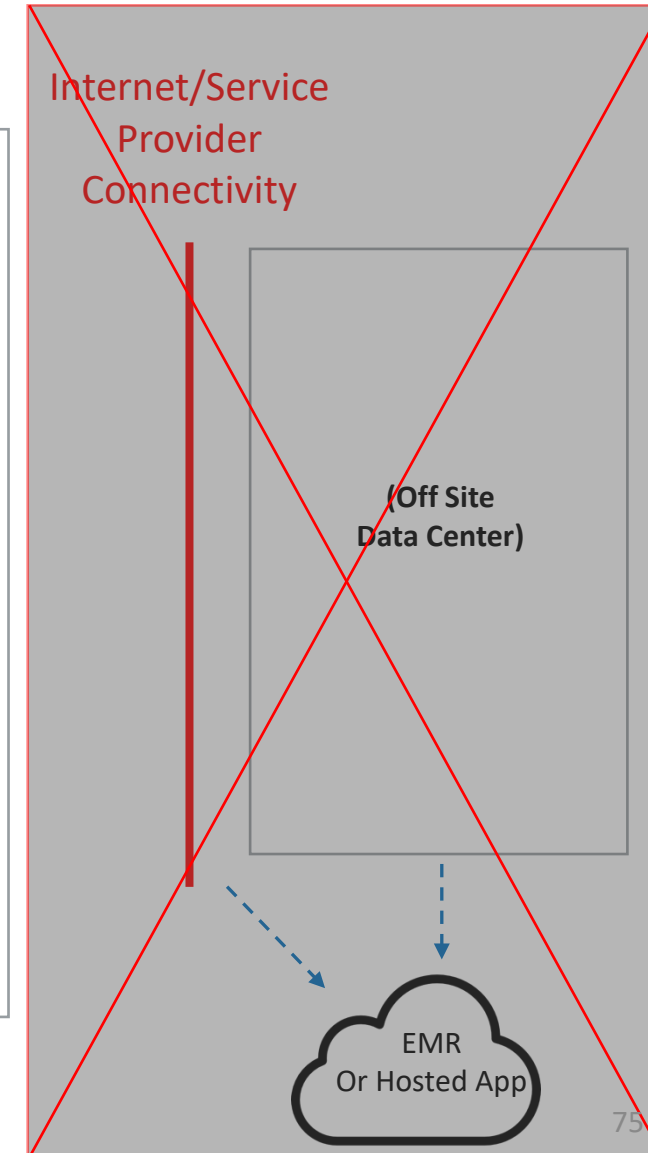 Internet/Service
Provider
Connectivity
(Off Site
Data Center)
EMR
Or Hosted App
75